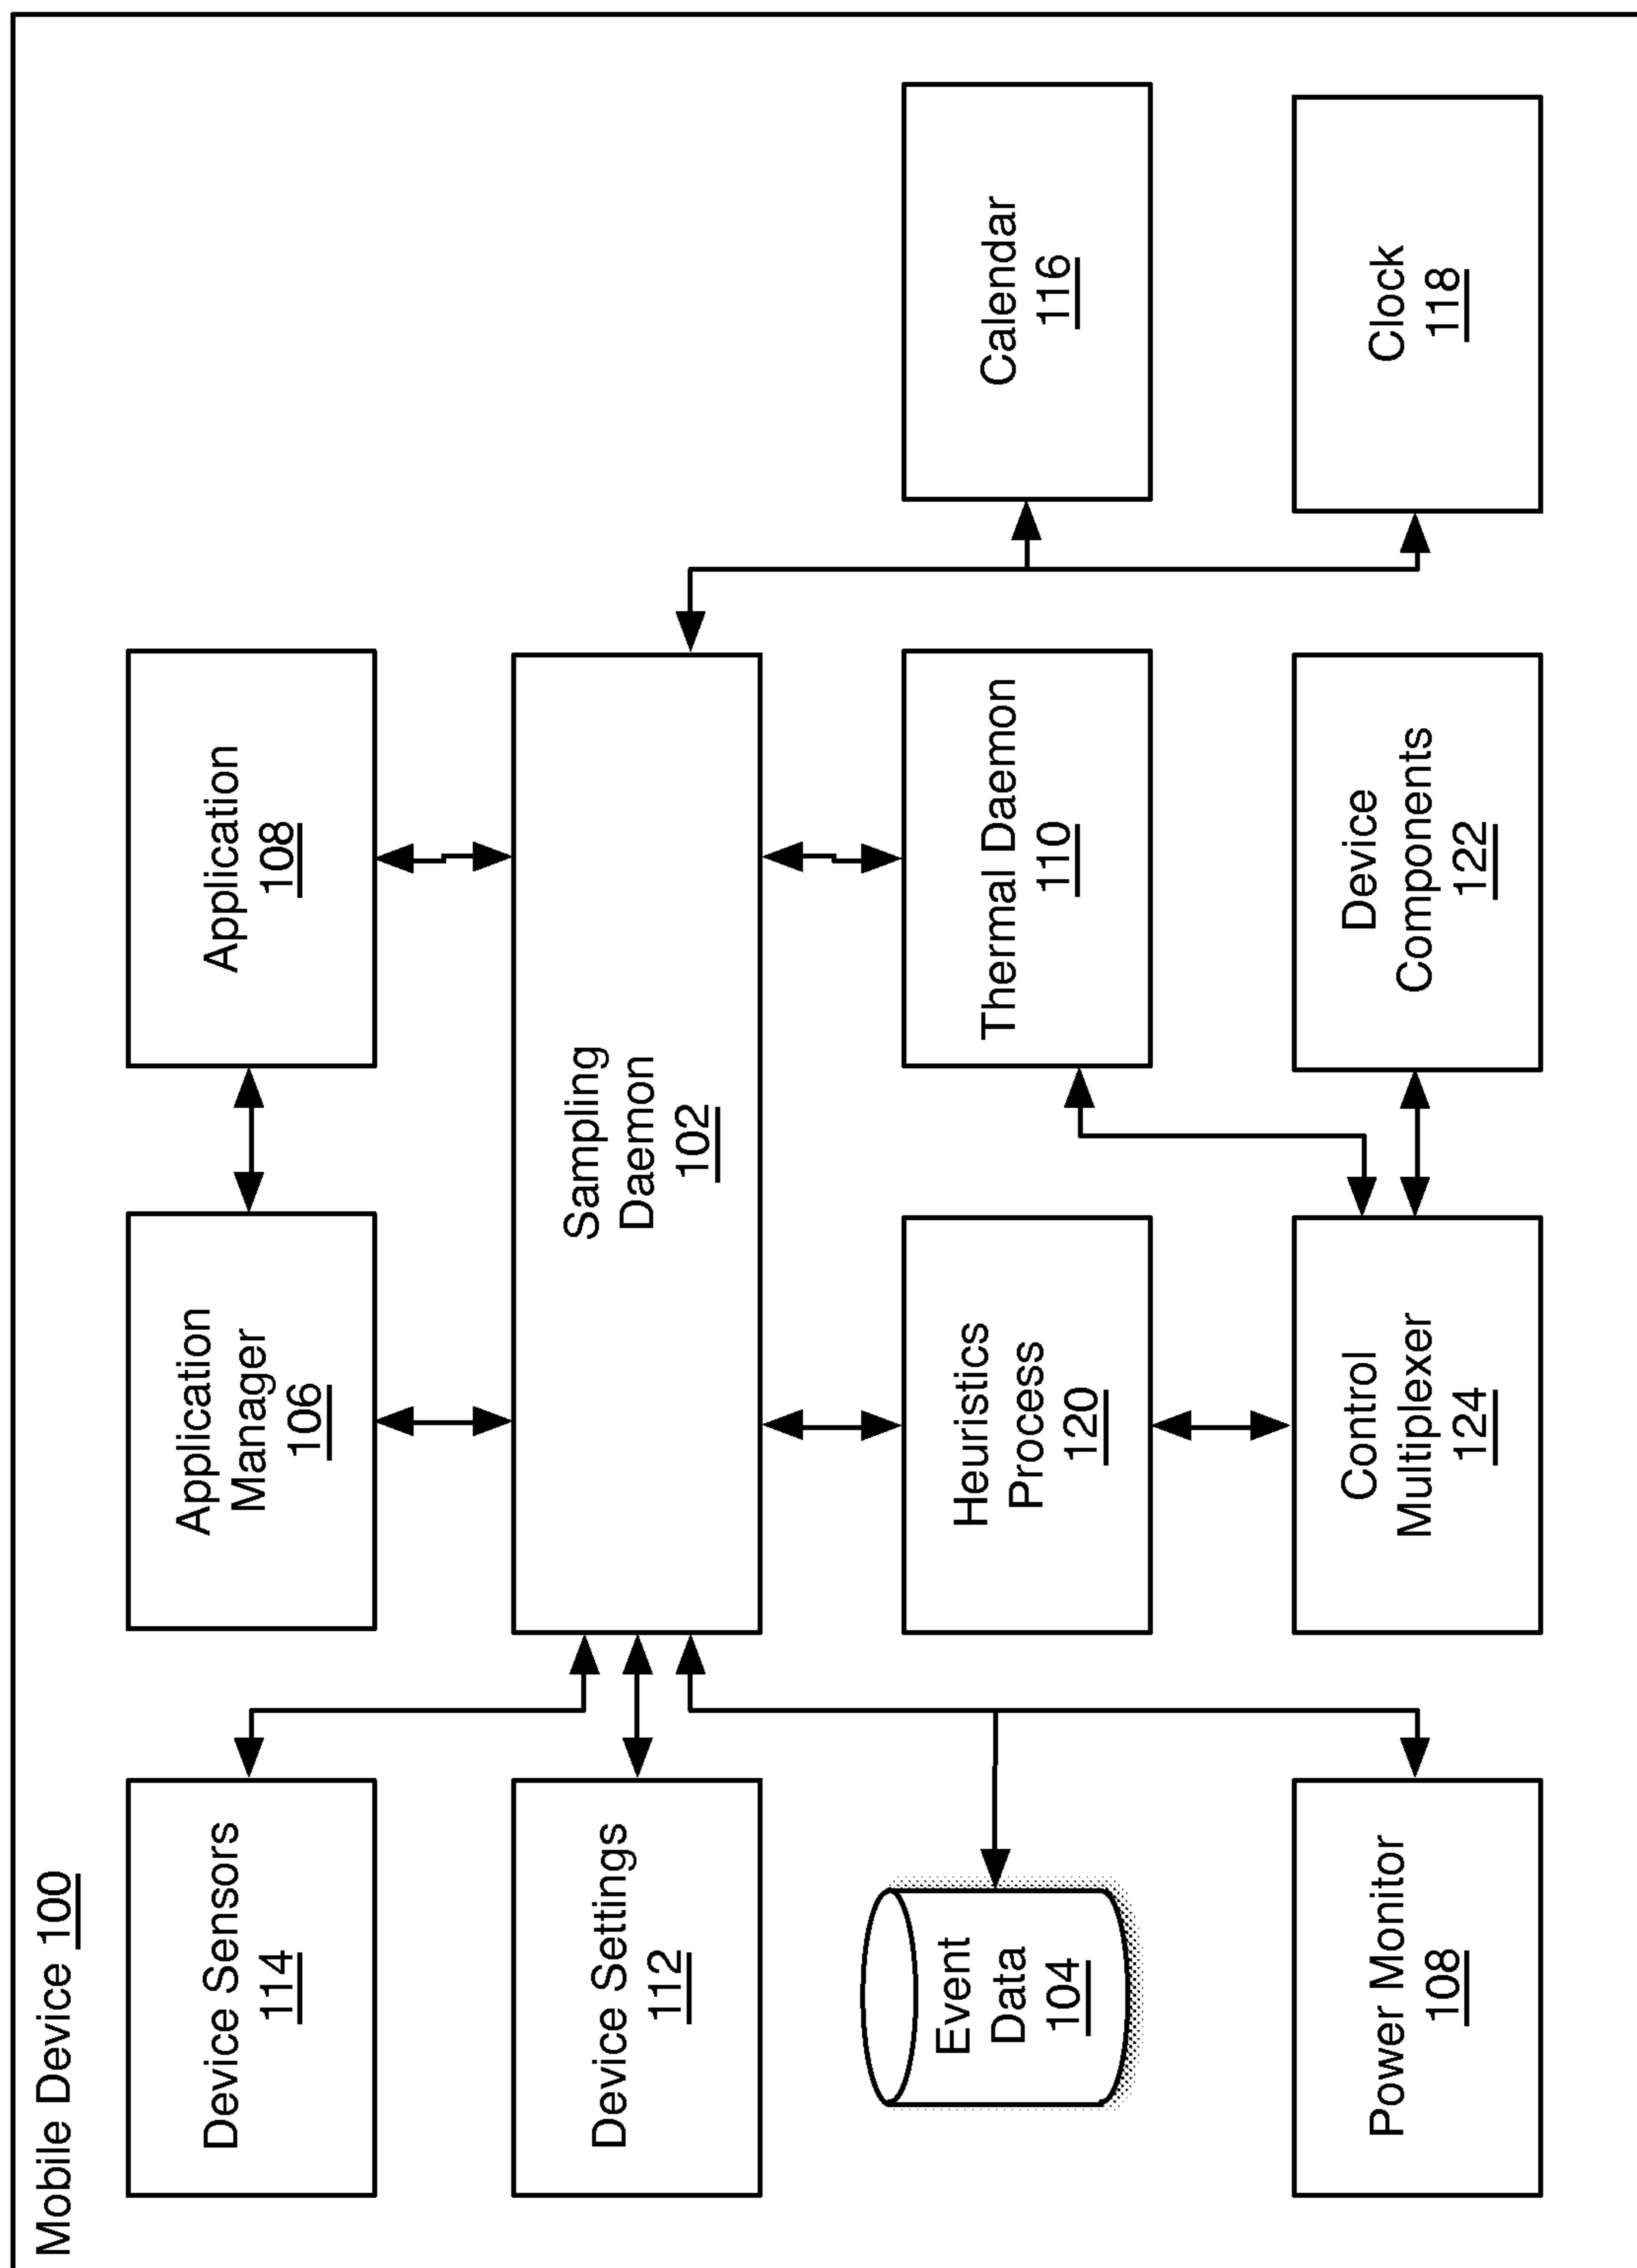 Mobile Device 100
Device Sensors
114
Application
Manager
106
Application
108
Device Settings
112
Sampling
Daemon
102
Event
Data
104
Heuristics
Process
120
Thermal Daemon
110
Calendar
116
Power Monitor
108
Control
Multiplexer
124
Device
Components
122
Clock
118